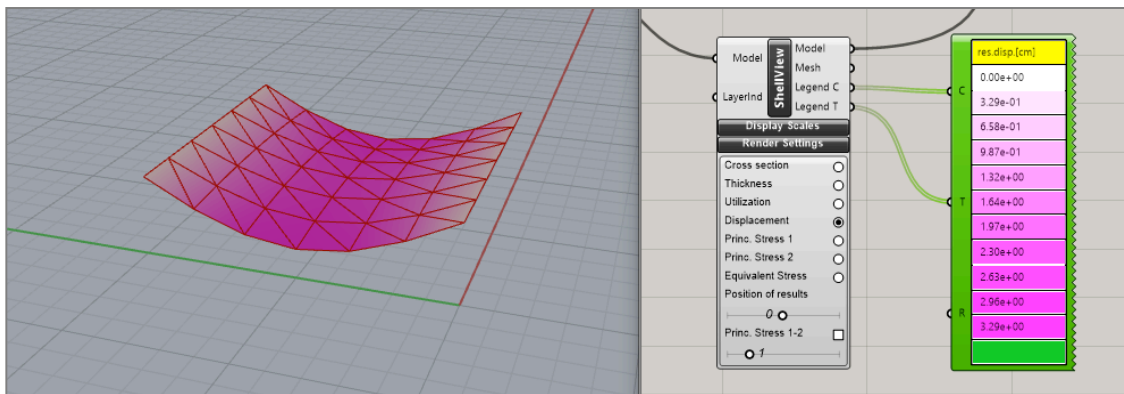 Model
LayerInd
ShellView
Model
Mesh
Legend C
Legend T
Display Scales
Render Settings
Cross section
Thickness
Utilization
Displacement
Princ. Stress 1
Princ. Stress 2
Equivalent Stress
Position of results
0
Princ. Stress 1-2
1
C
T
R
res.disp.[cm]
0.00e+00
3.29e-01
6.58e-01
9.87e-01
1.32e+00
1.64e+00
1.97e+00
2.30e+00
2.63e+00
2.96e+00
3.29e+00